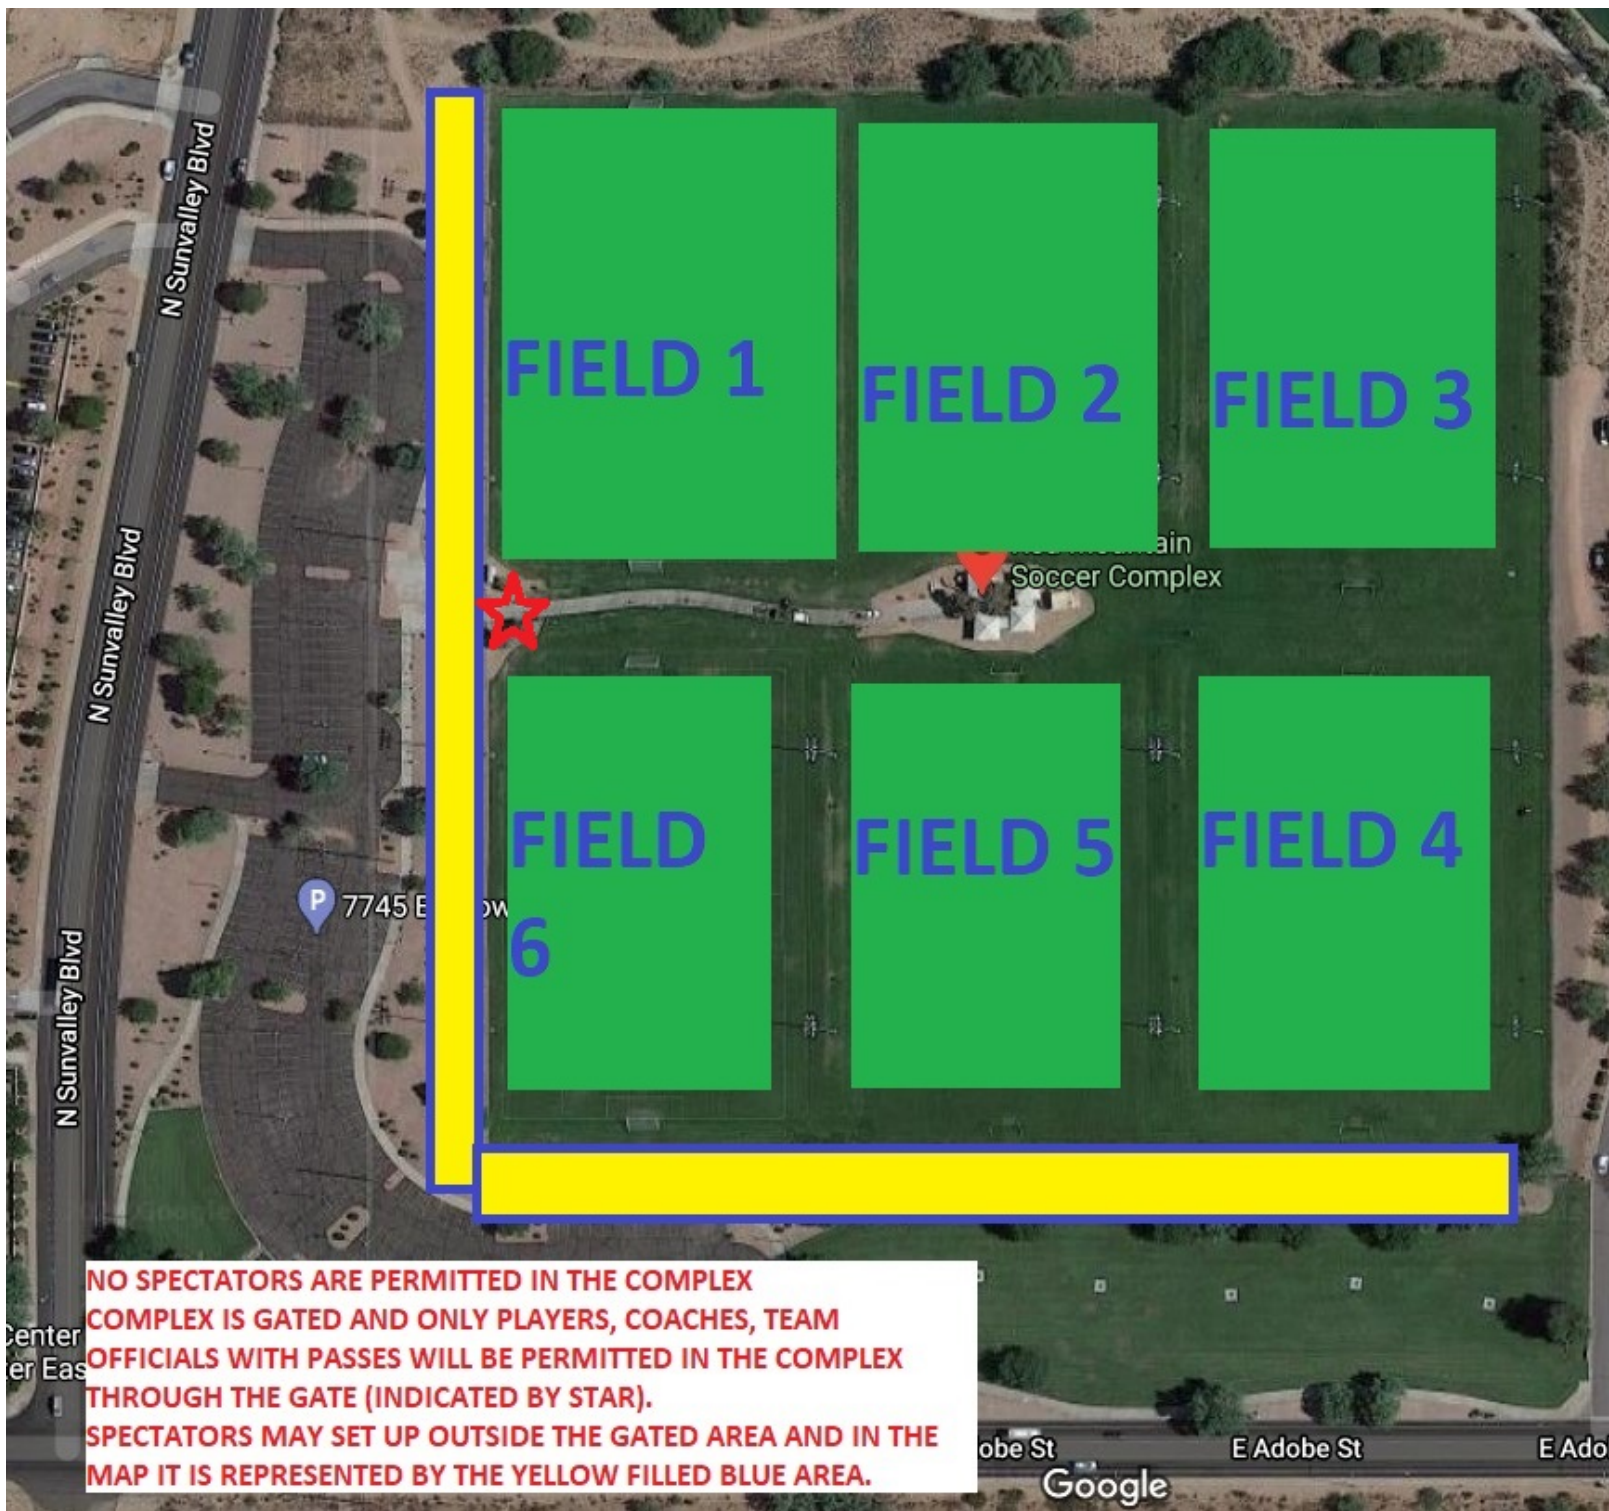 N Sunvalley Blvd
FIELD 1
FIELD 2
FIELD 3
N Sunvalley Blvd
Soccer Complex
FIELD
6
FIELD 5
FIELD 4
P
7745 E
N Sunvalley Blvd
NO SPECTATORS ARE PERMITTED IN THE COMPLEX
COMPLEX IS GATED AND ONLY PLAYERS, COACHES, TEAM
OFFICIALS WITH PASSES WILL BE PERMITTED IN THE COMPLEX
THROUGH THE GATE (INDICATED BY STAR).
SPECTATORS MAY SET UP OUTSIDE THE GATED AREA AND IN THE
MAP IT IS REPRESENTED BY THE YELLOW FILLED BLUE AREA.
Center
E Adobe St
Google